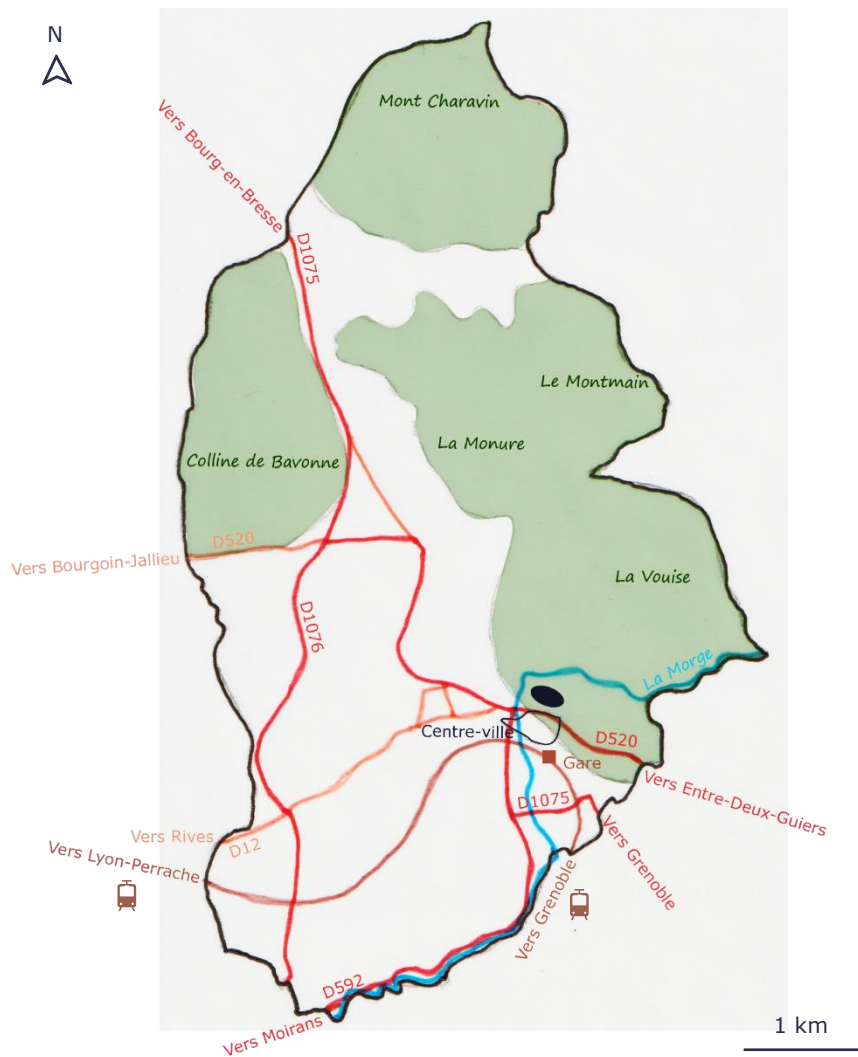 N
Mont Charavin
Vers Bourg-en-Bresse
D1075
Le Montmain
La Monure
Colline de Bavonne
D520
Vers Bourgoin-Jallieu
La Vouise
D1076
La Morge
Centre-ville
D520
Gare
Vers Entre-Deux-Guiers
D1075
Vers Rives
D12
Vers Lyon-Perrache
Vers Grenoble
Vers Grenoble
D592
Vers Moirans
1 km